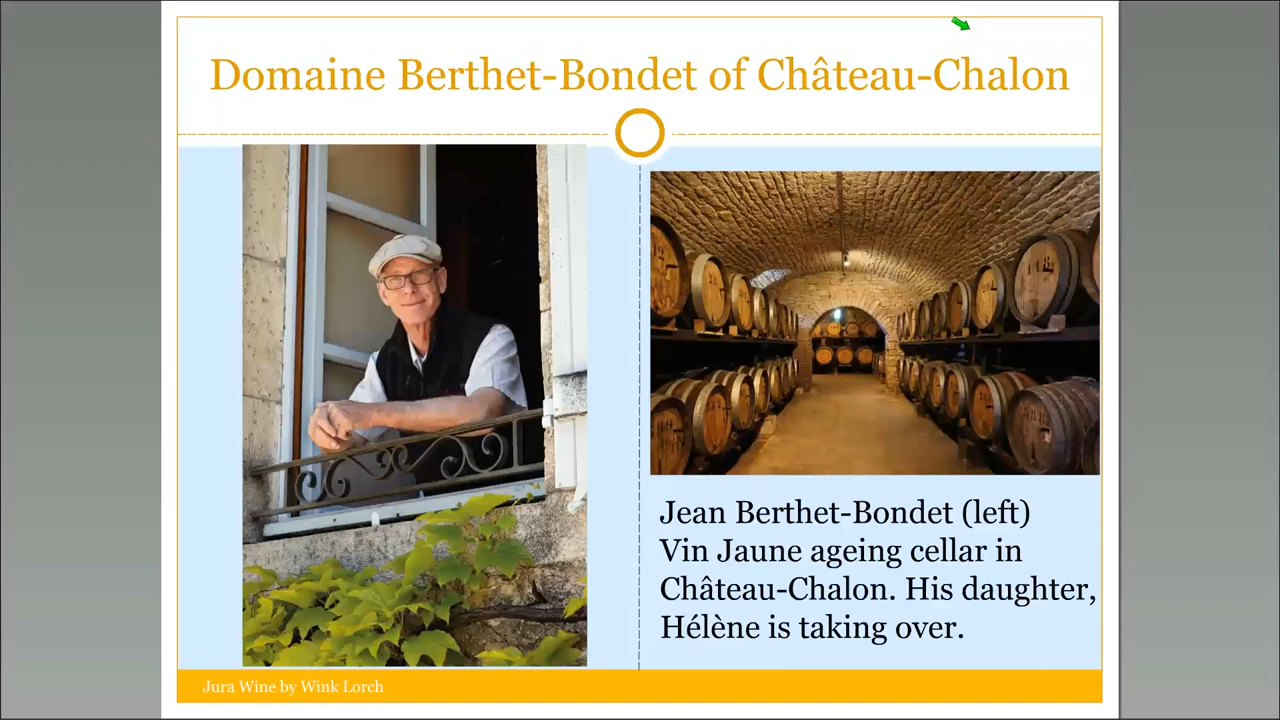 Domaine Berthet-Bondet of Château-Chalon
Jean Berthet-Bondet (left)
Vin Jaune ageing cellar in
Château-Chalon. His daughter,
Hélène is taking over.
Jura Wine by Wink Lorch